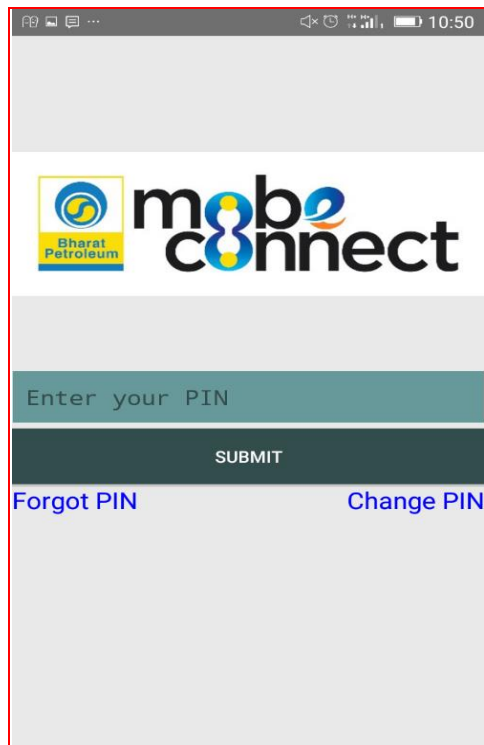 10:50
mobe
connect
Bharat
Petroleum
Enter your PIN
SUBMIT
Forgot PIN Change PIN